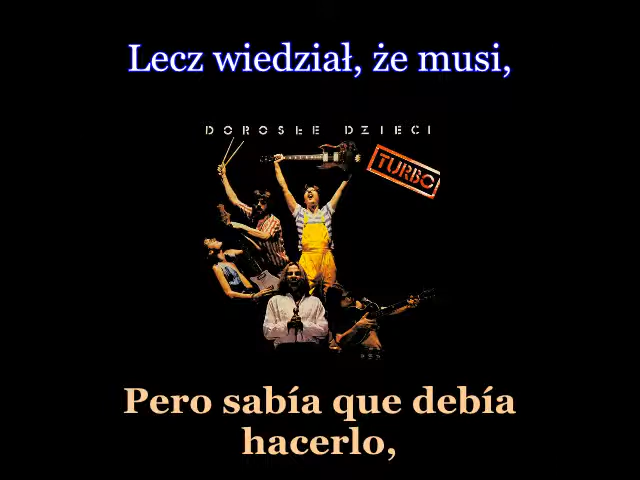 Lecz wiedział, że musi,
DOROSŁE DZIECI
TURBO
Pero sabía que debía
hacerlo,